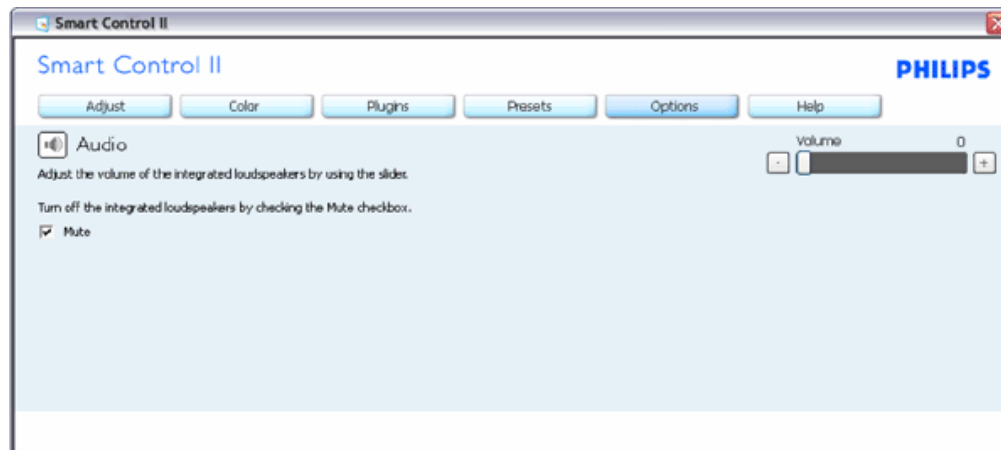 Smart Control II
Smart Control II
PHILIPS
Adjust Color Plugins Presets Options Help
Audio
Volume 0
Adjust the volume of the integrated loudspeakers by using the slider.
- +
Turn off the integrated loudspeakers by checking the Mute checkbox.
Mute